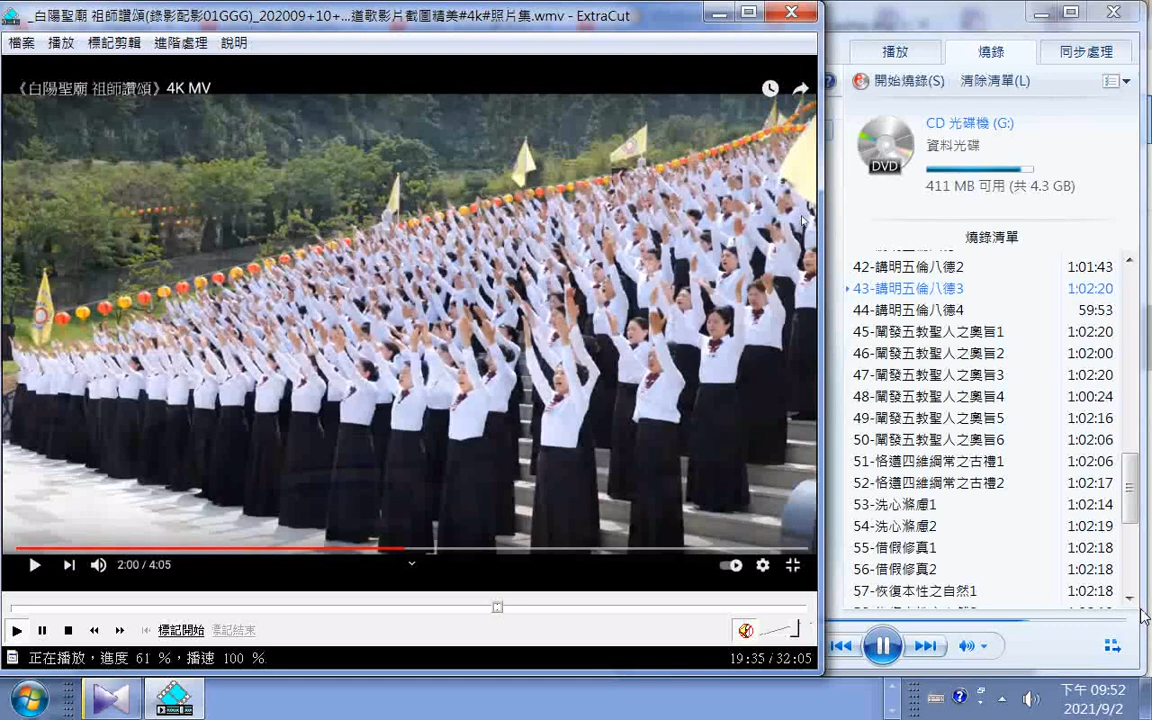 _白陽聖廟 祖師讚頌(錄影配影01GGG)_202009+10+...道歌影片截圖精美#4k#照片集.wmv - ExtraCut
檔案 播放 標記剪輯 進階處理 說明
《白陽聖廟 祖師讚頌》4K MV
2:00 / 4:05
標記開始 標記結束
正在播放，進度 61 %，播速 100 %
19:35 / 32:05
播放 燒錄 同步處理
開始燒錄(S) 清除清單(L)
CD 光碟機 (G:)
資料光碟
DVD
411 MB 可用 (共 4.3 GB)
燒錄清單
42-講明五倫八德2 1:01:43
43-講明五倫八德3 1:02:20
44-講明五倫八德4 59:53
45-闡發五教聖人之奧旨1 1:02:20
46-闡發五教聖人之奧旨2 1:02:00
47-闡發五教聖人之奧旨3 1:02:20
48-闡發五教聖人之奧旨4 1:00:24
49-闡發五教聖人之奧旨5 1:02:16
50-闡發五教聖人之奧旨6 1:02:06
51-恪遵四維綱常之古禮1 1:02:06
52-恪遵四維綱常之古禮2 1:02:17
53-洗心滌慮1 1:02:14
54-洗心滌慮2 1:02:19
55-借假修真1 1:02:18
56-借假修真2 1:02:18
57-恢復本性之自然1 1:02:18
下午 09:52
2021/9/2